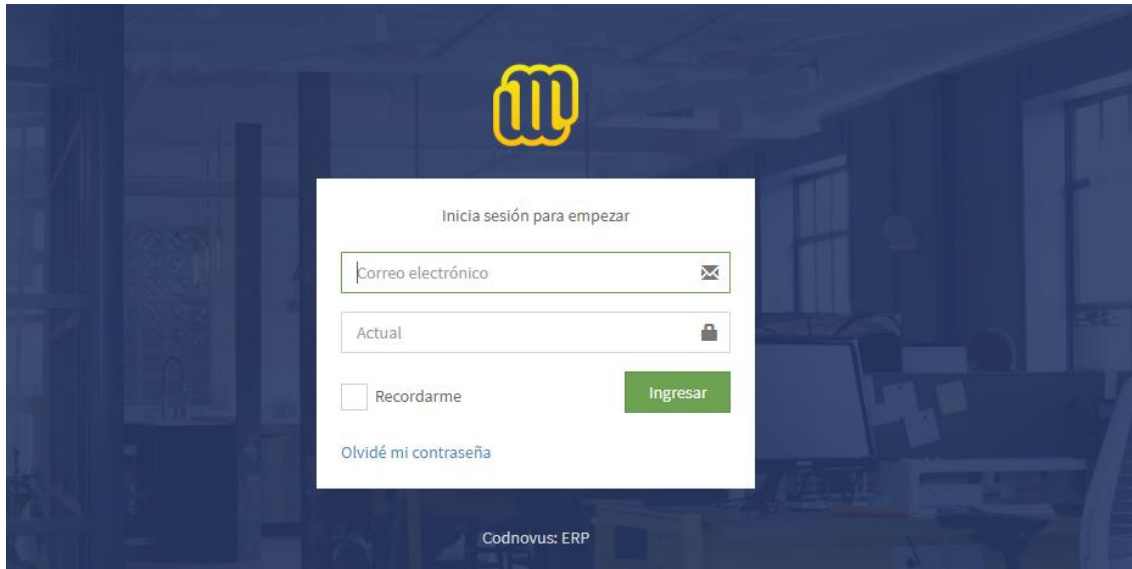 Inicia sesión para empezar
Correo electrónico
Actual
Recordarme
Ingresar
Olvidé mi contraseña
Codnovus: ERP